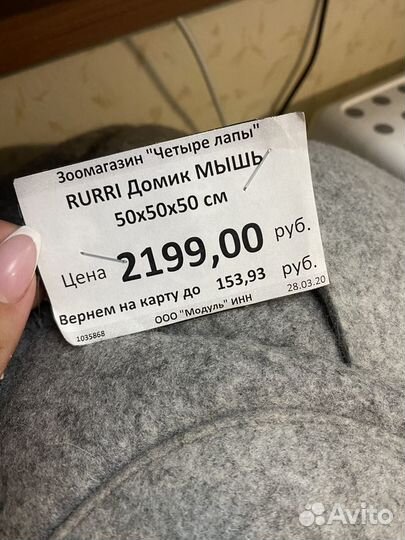 Зоомагазин "Четыре лапы"
RURRI Домик МЫШЬ
50x50x50 см
Цена 2199,00 руб.
Вернем на карту до 153,93 руб.
ООО "Модуль" ИНН
1035868
28.03.20
Avito